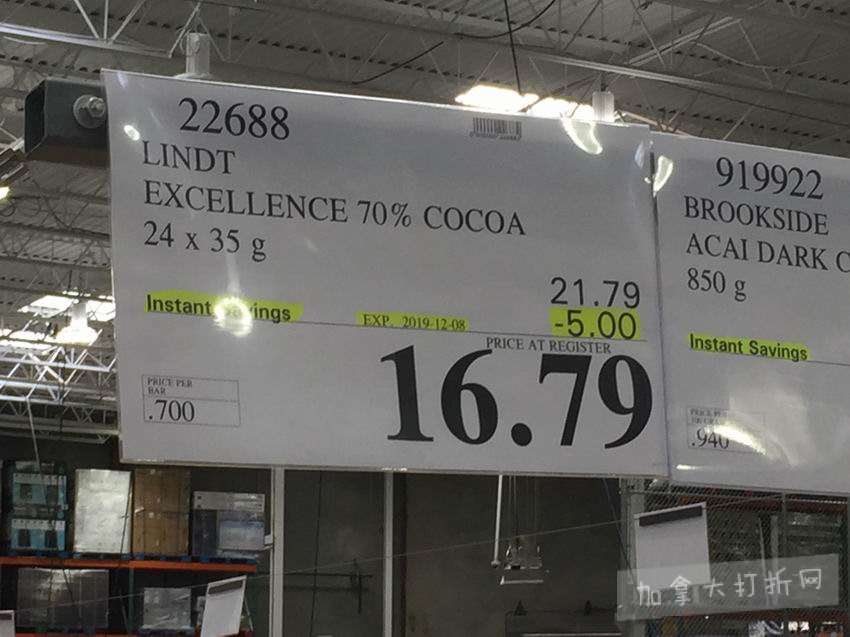 22688
LINDT
EXCELLENCE 70% COCOA
24 x 35 g
21.79
Instant Savings
EXP. 2019-12-08
-5.00
PRICE AT REGISTER
16.79
PRICE PER
BAR
.700
919922
BROOKSIDE
ACAI DARK C
850 g
Instant Savings
.940
加拿大打折网